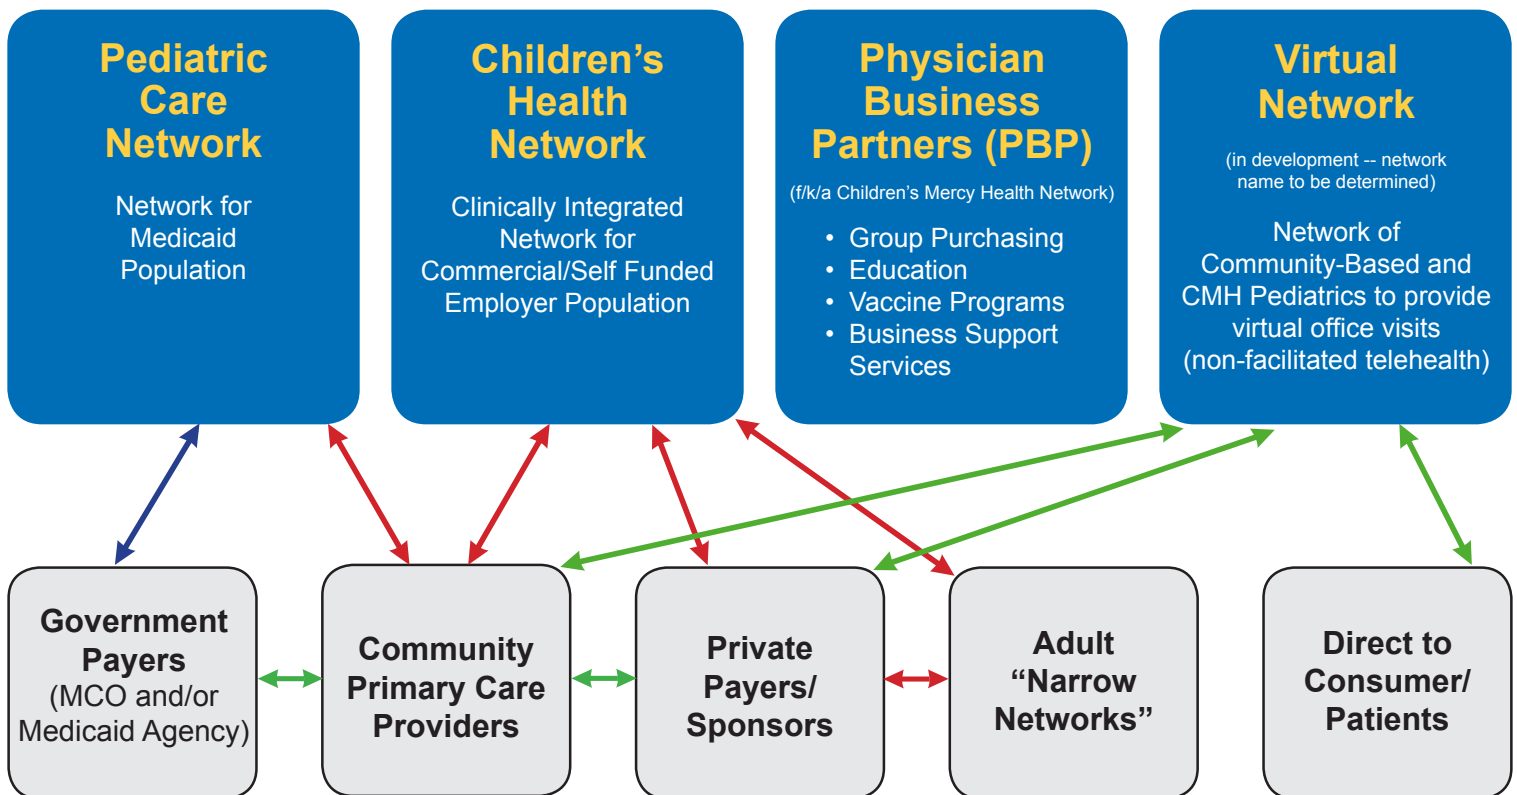 Pediatric
Care
Network
Network for
Medicaid
Population
Children’s
Health
Network
Clinically Integrated
Network for
Commercial/Self Funded
Employer Population
Physician
Business
Partners (PBP)
(f/k/a Children’s Mercy Health Network)
• Group Purchasing
• Education
• Vaccine Programs
• Business Support
Services
Virtual
Network
(in development -- network
name to be determined)
Network of
Community-Based and
CMH Pediatrics to provide
virtual office visits
(non-facilitated telehealth)
Government
Payers
(MCO and/or
Medicaid Agency)
Community
Primary Care
Providers
Private
Payers/
Sponsors
Adult
“Narrow
Networks”
Direct to
Consumer/
Patients